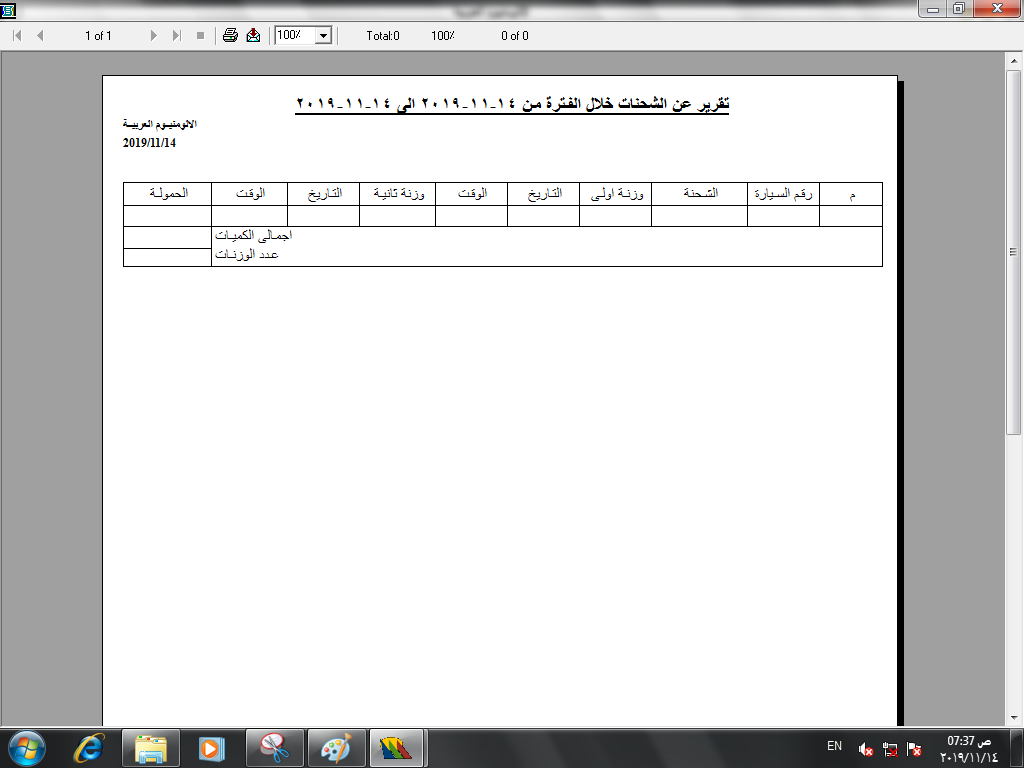 1 of 1
100%
Total:0
100%
0 of 0
تقرير عن الشحنات خلال الفترة من ١٤-١١-٢٠١٩ الى ١٤-١١-٢٠١٩
الالومنيوم العربية
2019/11/14
م رقم السيارة الشحنة وزنة اولى التاريخ الوقت وزنة ثانية التاريخ الوقت الحمولة
اجمالى الكميات
عدد الوزنات
EN
07:37 ص
٢٠١٩/١١/١٤